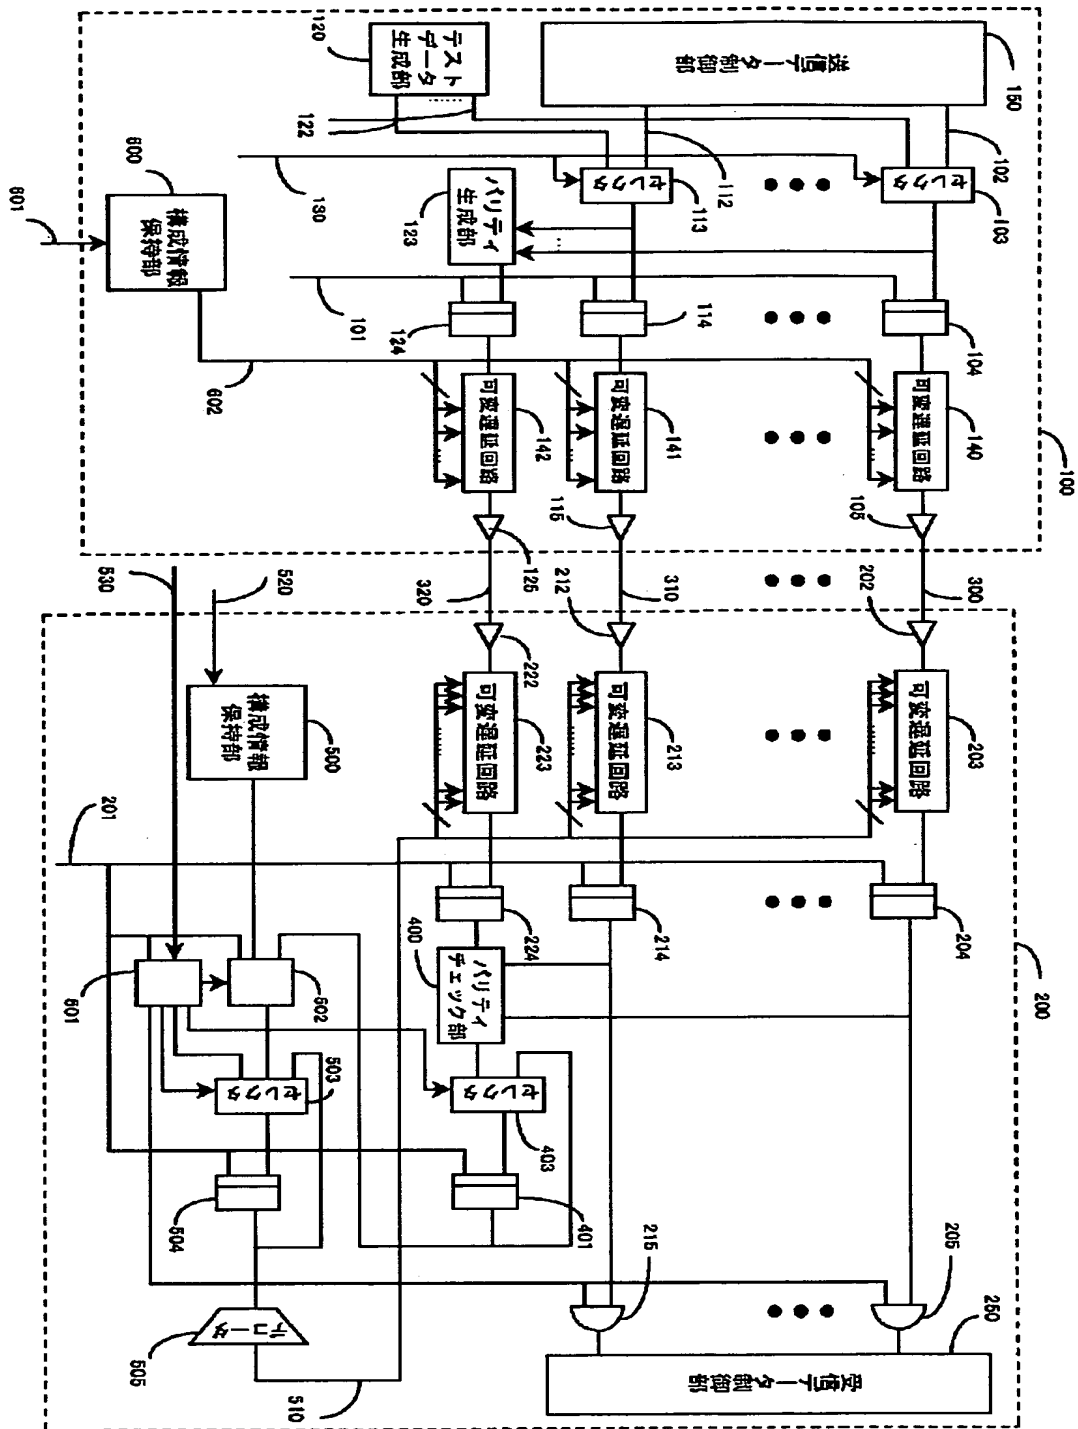 100
200
150
送信データ制御部
102
103
セレクタ
104
140
可変遅延回路
105
300
202
203
可変遅延回路
204
205
250
受信データ制御部
112
113
セレクタ
114
141
可変遅延回路
115
310
212
213
可変遅延回路
214
215
120
テスト
データ
生成部
122
130
パリティ
生成部
123
101
124
142
可変遅延回路
125
320
222
223
可変遅延回路
224
400
パリティ
チェック部
セレクタ
403
401
600
構成情報
保持部
601
602
530
520
500
構成情報
保持部
201
501
502
503
セレクタ
504
505
デコーダ
510